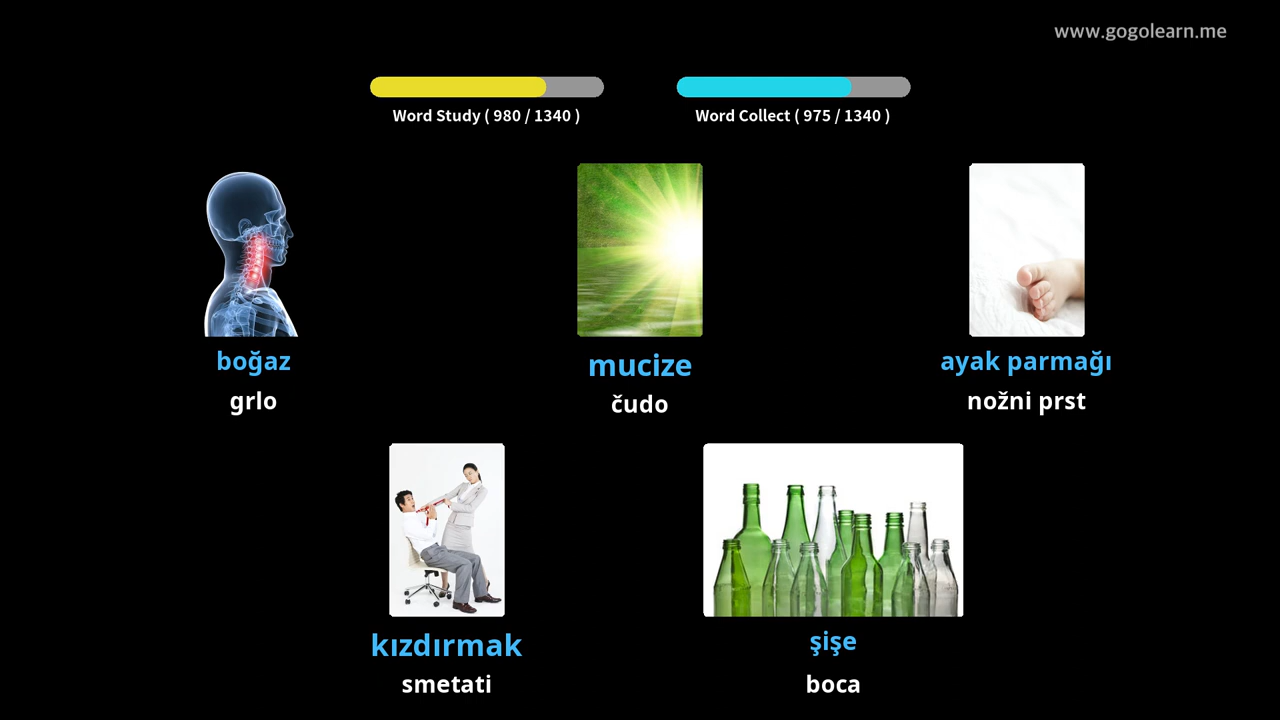 www.gogolearn.me
Word Study ( 980 / 1340 )
Word Collect ( 975 / 1340 )
boğaz
grlo
mucize
čudo
ayak parmağı
nožni prst
kızdırmak
smetati
şişe
boca